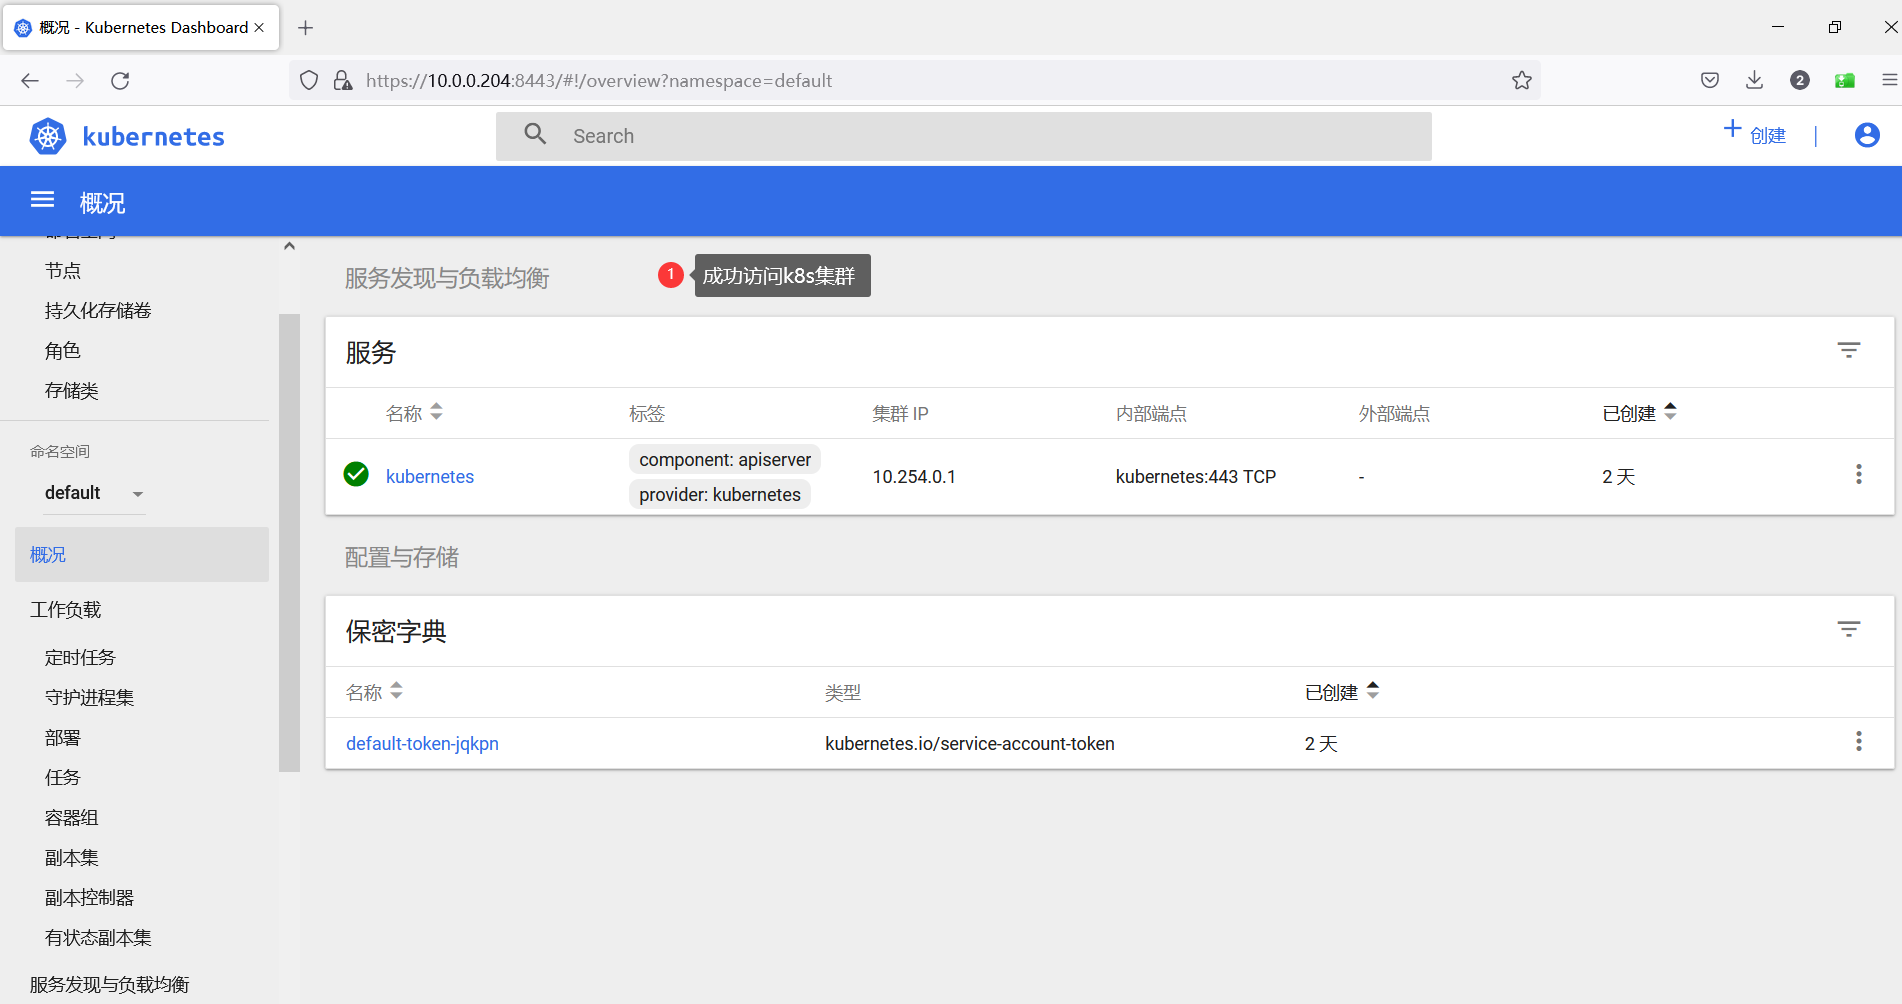 概况 - Kubernetes Dashboard
https://10.0.0.204:8443/#!/overview?namespace=default
2
kubernetes
Search
创建
概况
节点
持久化存储卷
角色
存储类
命名空间
default
概况
工作负载
定时任务
守护进程集
部署
任务
容器组
副本集
副本控制器
有状态副本集
服务发现与负载均衡
服务发现与负载均衡
1 成功访问k8s集群
服务
名称 标签 集群 IP 内部端点 外部端点 已创建
kubernetes component: apiserver provider: kubernetes 10.254.0.1 kubernetes:443 TCP - 2 天
配置与存储
保密字典
名称 类型 已创建
default-token-jqkpn kubernetes.io/service-account-token 2 天